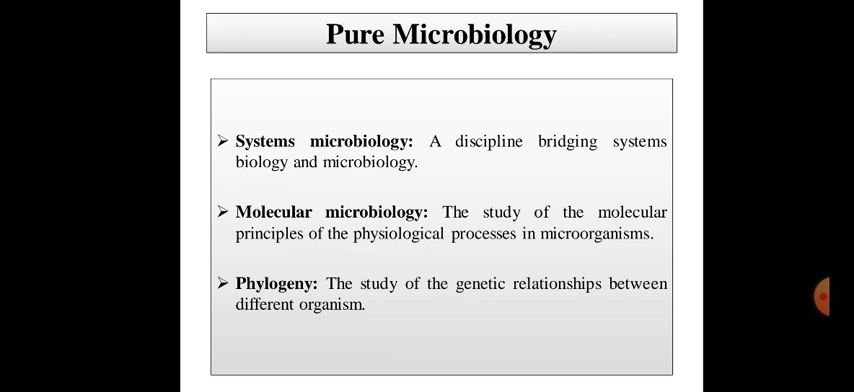 Pure Microbiology
➢ Systems microbiology: A discipline bridging systems
biology and microbiology.
➢ Molecular microbiology: The study of the molecular
principles of the physiological processes in microorganisms.
➢ Phylogeny: The study of the genetic relationships between
different organism.